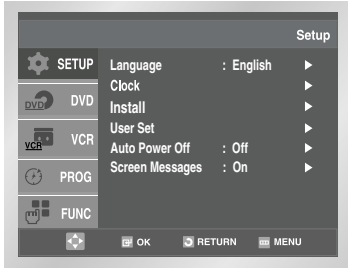 Setup
SETUP
DVD
DVD
VCR
VCR
PROG
FUNC
Language : English
Clock
Install
User Set
Auto Power Off : Off
Screen Messages : On
OK RETURN MENU